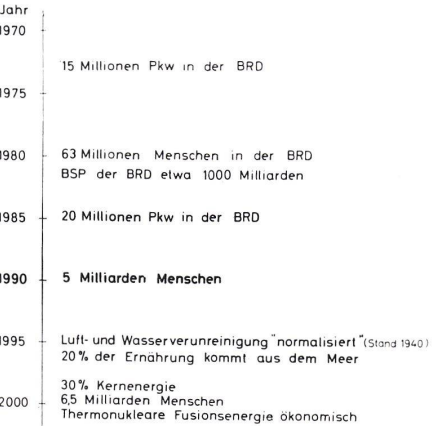 Jahr
1970
15 Millionen Pkw in der BRD
1975
1980 63 Millionen Menschen in der BRD
BSP der BRD etwa 1000 Milliarden
1985 20 Millionen Pkw in der BRD
1990 5 Milliarden Menschen
1995 Luft- und Wasserverunreinigung "normalisiert" (Stand 1940)
20% der Ernährung kommt aus dem Meer
30% Kernenergie
2000 6,5 Milliarden Menschen
Thermonukleare Fusionsenergie ökonomisch